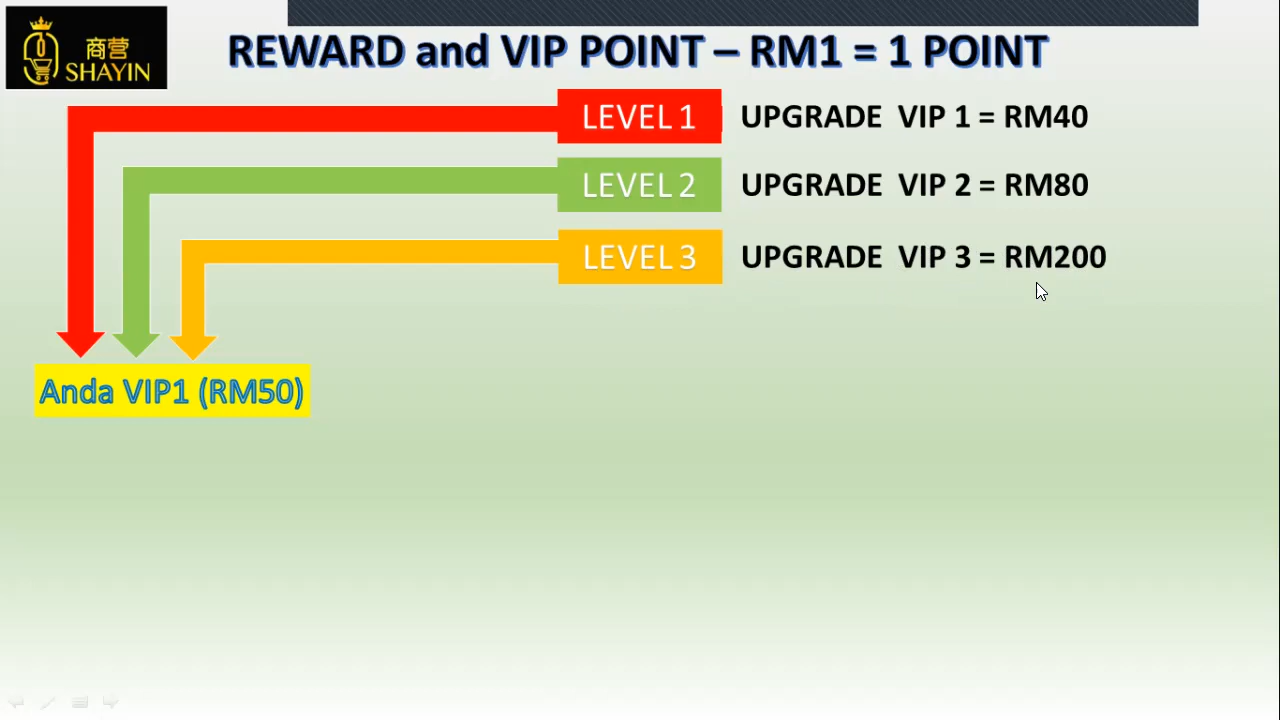 商营
SHAYIN
REWARD and VIP POINT – RM1 = 1 POINT
LEVEL 1 UPGRADE VIP 1 = RM40
LEVEL 2 UPGRADE VIP 2 = RM80
LEVEL 3 UPGRADE VIP 3 = RM200
Anda VIP1 (RM50)